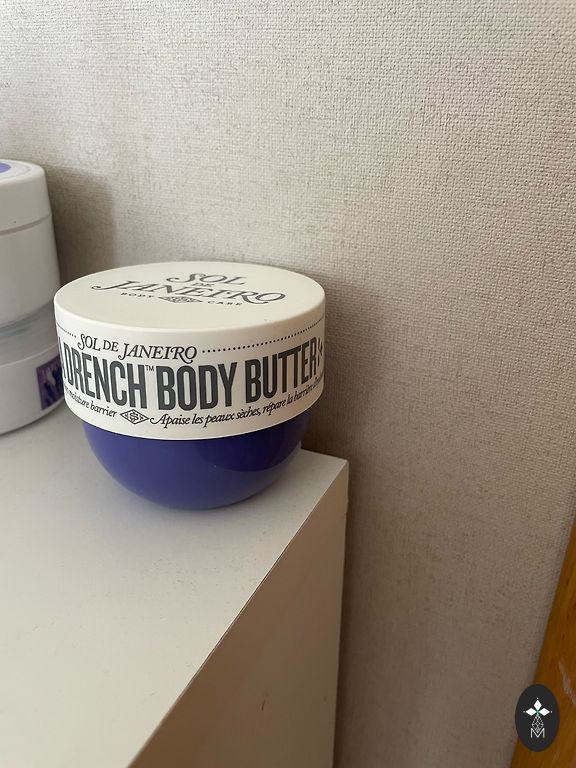 SOL
DE
JANEIRO
BODY CARE
SOL DE JANEIRO
DRENCH™ BODY BUTTER
moisture barrier Apaise les peaux sèches, répare la barrière
M